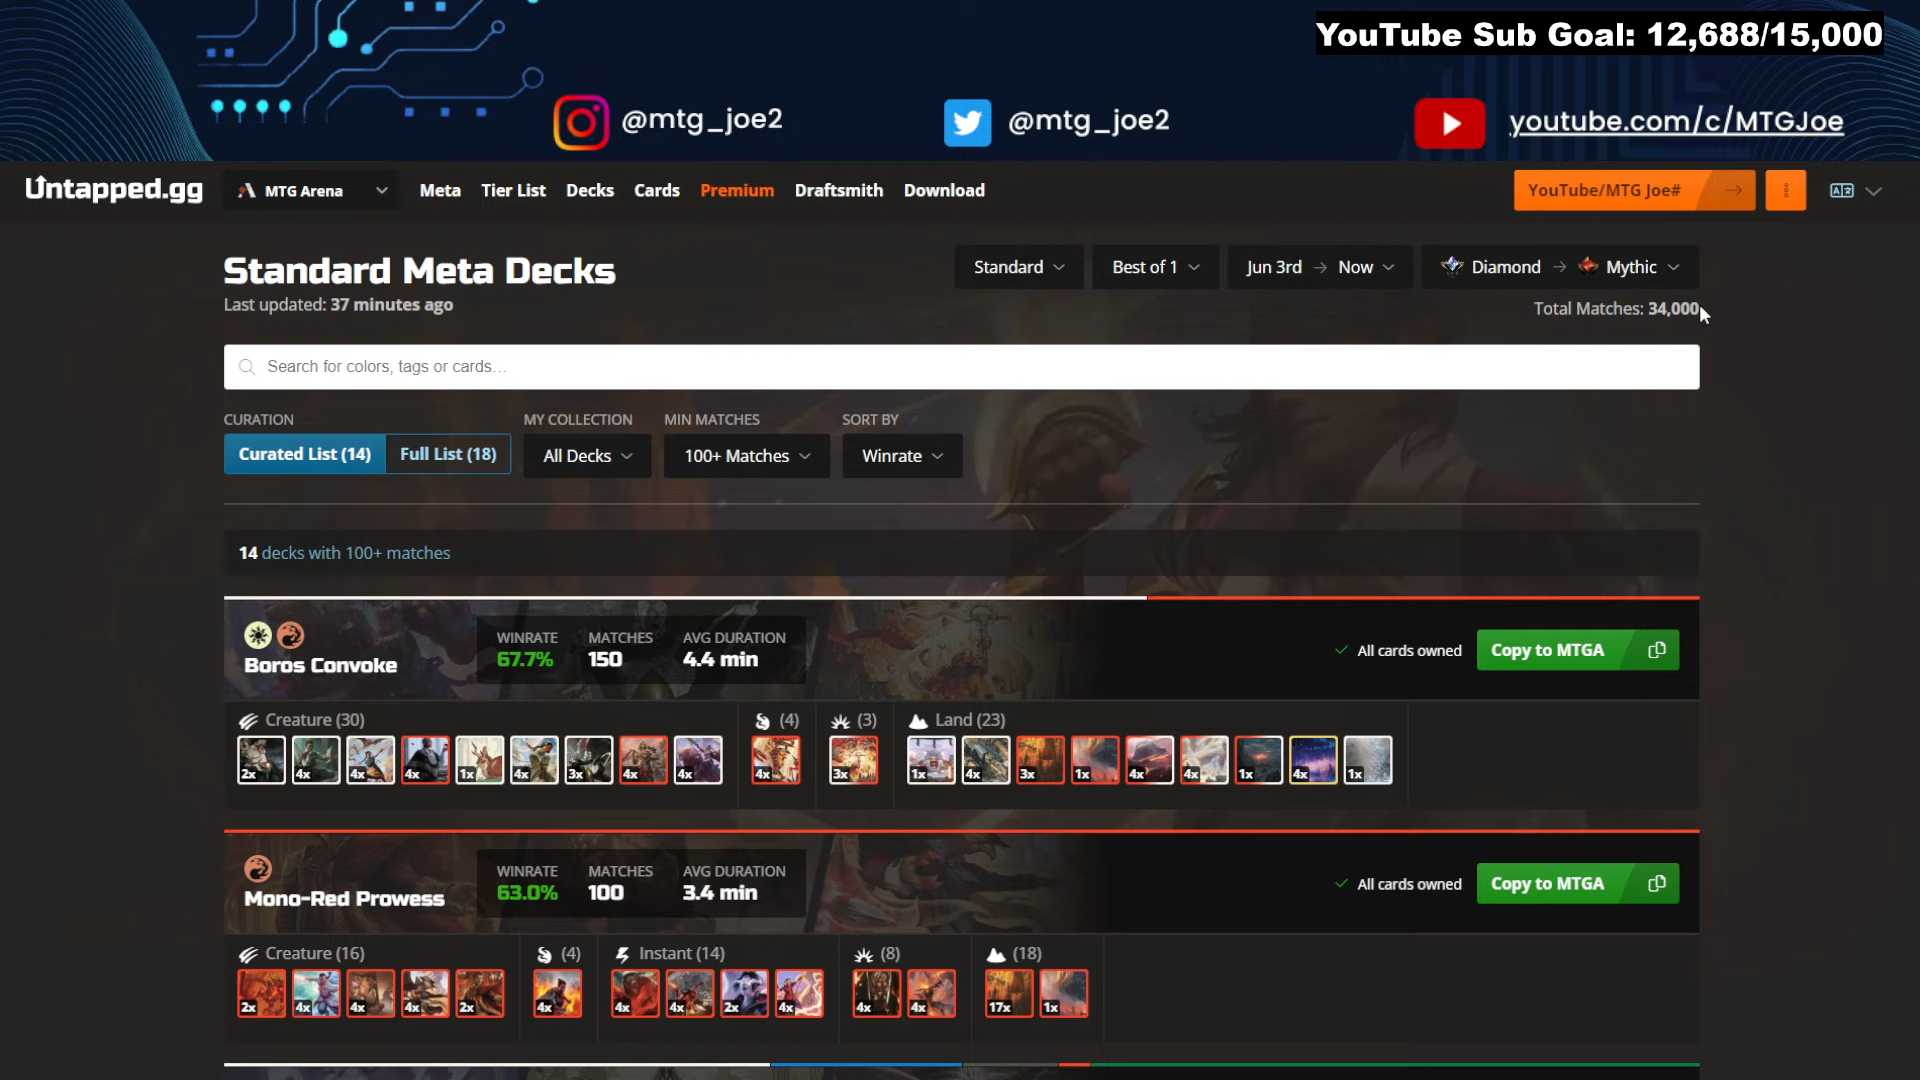 YouTube Sub Goal: 12,688/15,000
@mtg_joe2
@mtg_joe2
youtube.com/c/MTGJoe
Untapped.gg
MTG Arena
Meta
Tier List
Decks
Cards
Premium
Draftsmith
Download
YouTube/MTG Joe#
Standard Meta Decks
Last updated: 37 minutes ago
Standard
Best of 1
Jun 3rd → Now
Diamond → Mythic
Total Matches: 34,000
Search for colors, tags or cards...
CURATION
Curated List (14)
Full List (18)
MY COLLECTION
All Decks
MIN MATCHES
100+ Matches
SORT BY
Winrate
14 decks with 100+ matches
Boros Convoke
WINRATE
67.7%
MATCHES
150
AVG DURATION
4.4 min
All cards owned
Copy to MTGA
Creature (30)
(4)
(3)
Land (23)
2x 4x 4x 4x 1x 4x 3x 4x 4x
4x
3x
1x 4x 3x 1x 4x 4x 1x 4x 1x
Mono-Red Prowess
WINRATE
63.0%
MATCHES
100
AVG DURATION
3.4 min
All cards owned
Copy to MTGA
Creature (16)
(4)
Instant (14)
(8)
(18)
2x 4x 4x 4x 2x
4x
4x 4x 2x 4x
4x 4x
17x 1x